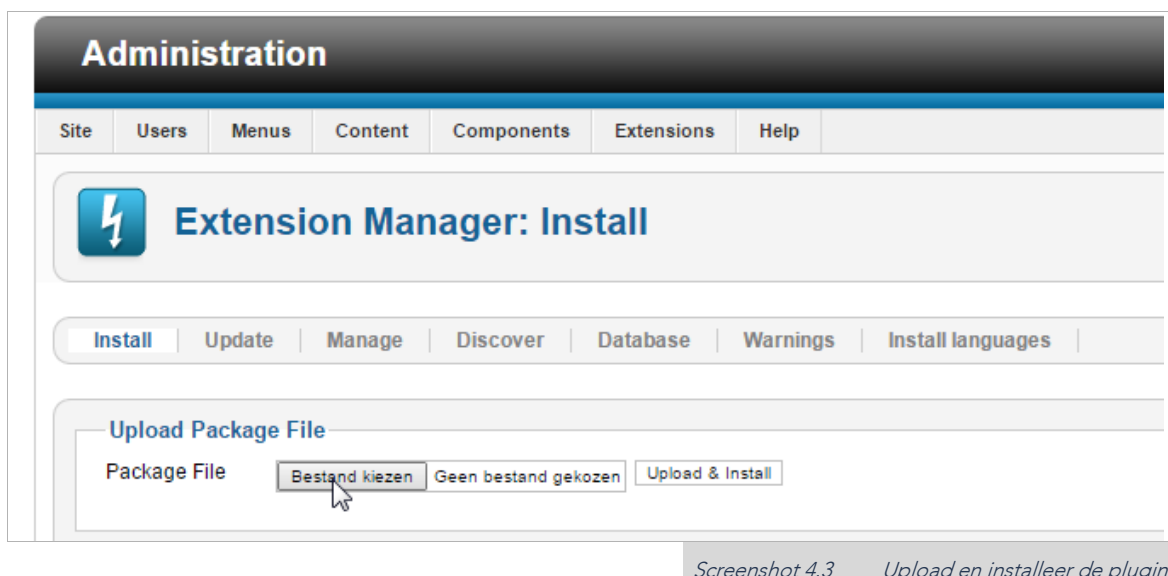 Administration
Site Users Menus Content Components Extensions Help
Extension Manager: Install
Install Update Manage Discover Database Warnings Install languages
Upload Package File
Package File Bestand kiezen Geen bestand gekozen Upload & Install
Screenshot 4.3 Upload en installeer de plugin